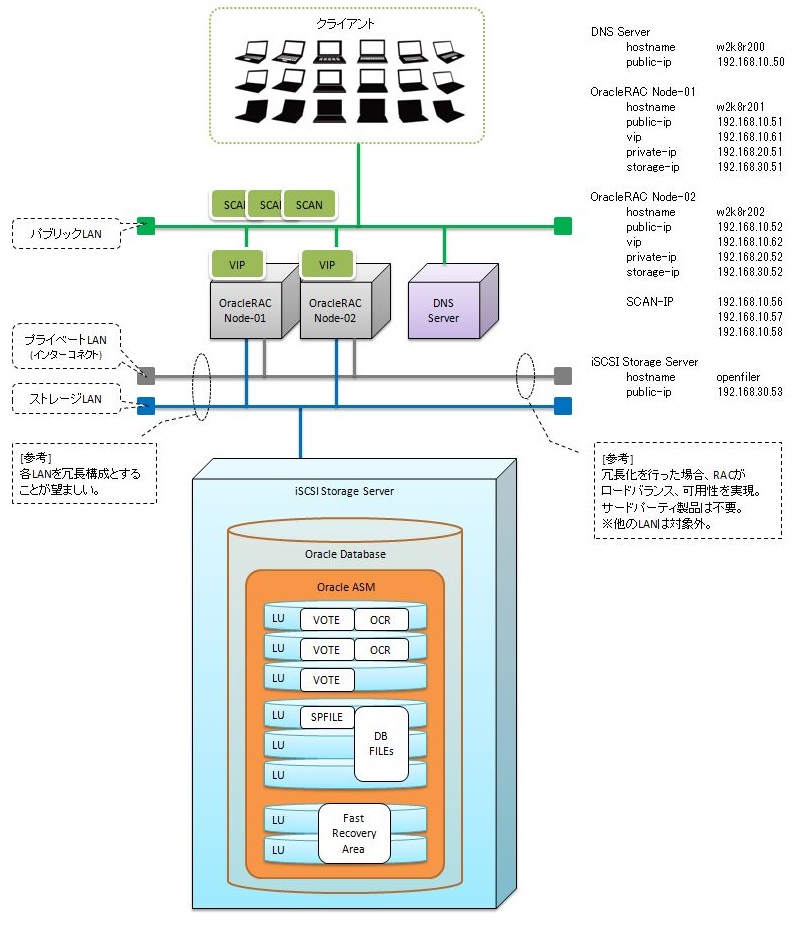 クライアント
DNS Server
hostname w2k8r200
public-ip 192.168.10..50
OracleRAC Node-01
hostname w2k8r201
public-ip 192.168.10.51
vip 192.168.10.61
private-ip 192.168.20.51
storage-ip 192.168.30.51
OracleRAC Node-02
hostname w2k8r202
public-ip 192.168.10.52
vip 192.168.10.62
private-ip 192.168.20.52
storage-ip 192.168.30.52
SCAN-IP 192.168.10.56
192.168.10.57
192.168.10.58
iSCSI Storage Server
hostname openfiler
public-ip 192.168.30.53
SCAI
SCAI
SCAN
パブリックLAN
VIP
VIP
OracleRAC
Node-01
OracleRAC
Node-02
DNS
Server
プライベートLAN
(インターコネクト)
ストレージLAN
[参考]
各LANを冗長構成とする
ことが望ましい。
[参考]
冗長化を行った場合、RACが
ロードバランス、可用性を実現。
サードパーティ製品は不要。
※他のLANは対象外。
iSCSI Storage Server
Oracle Database
Oracle ASM
LU VOTE OCR
LU VOTE OCR
LU VOTE
LU SPFILE
DB
FILEs
LU
LU
LU
Fast
Recovery
Area
LU